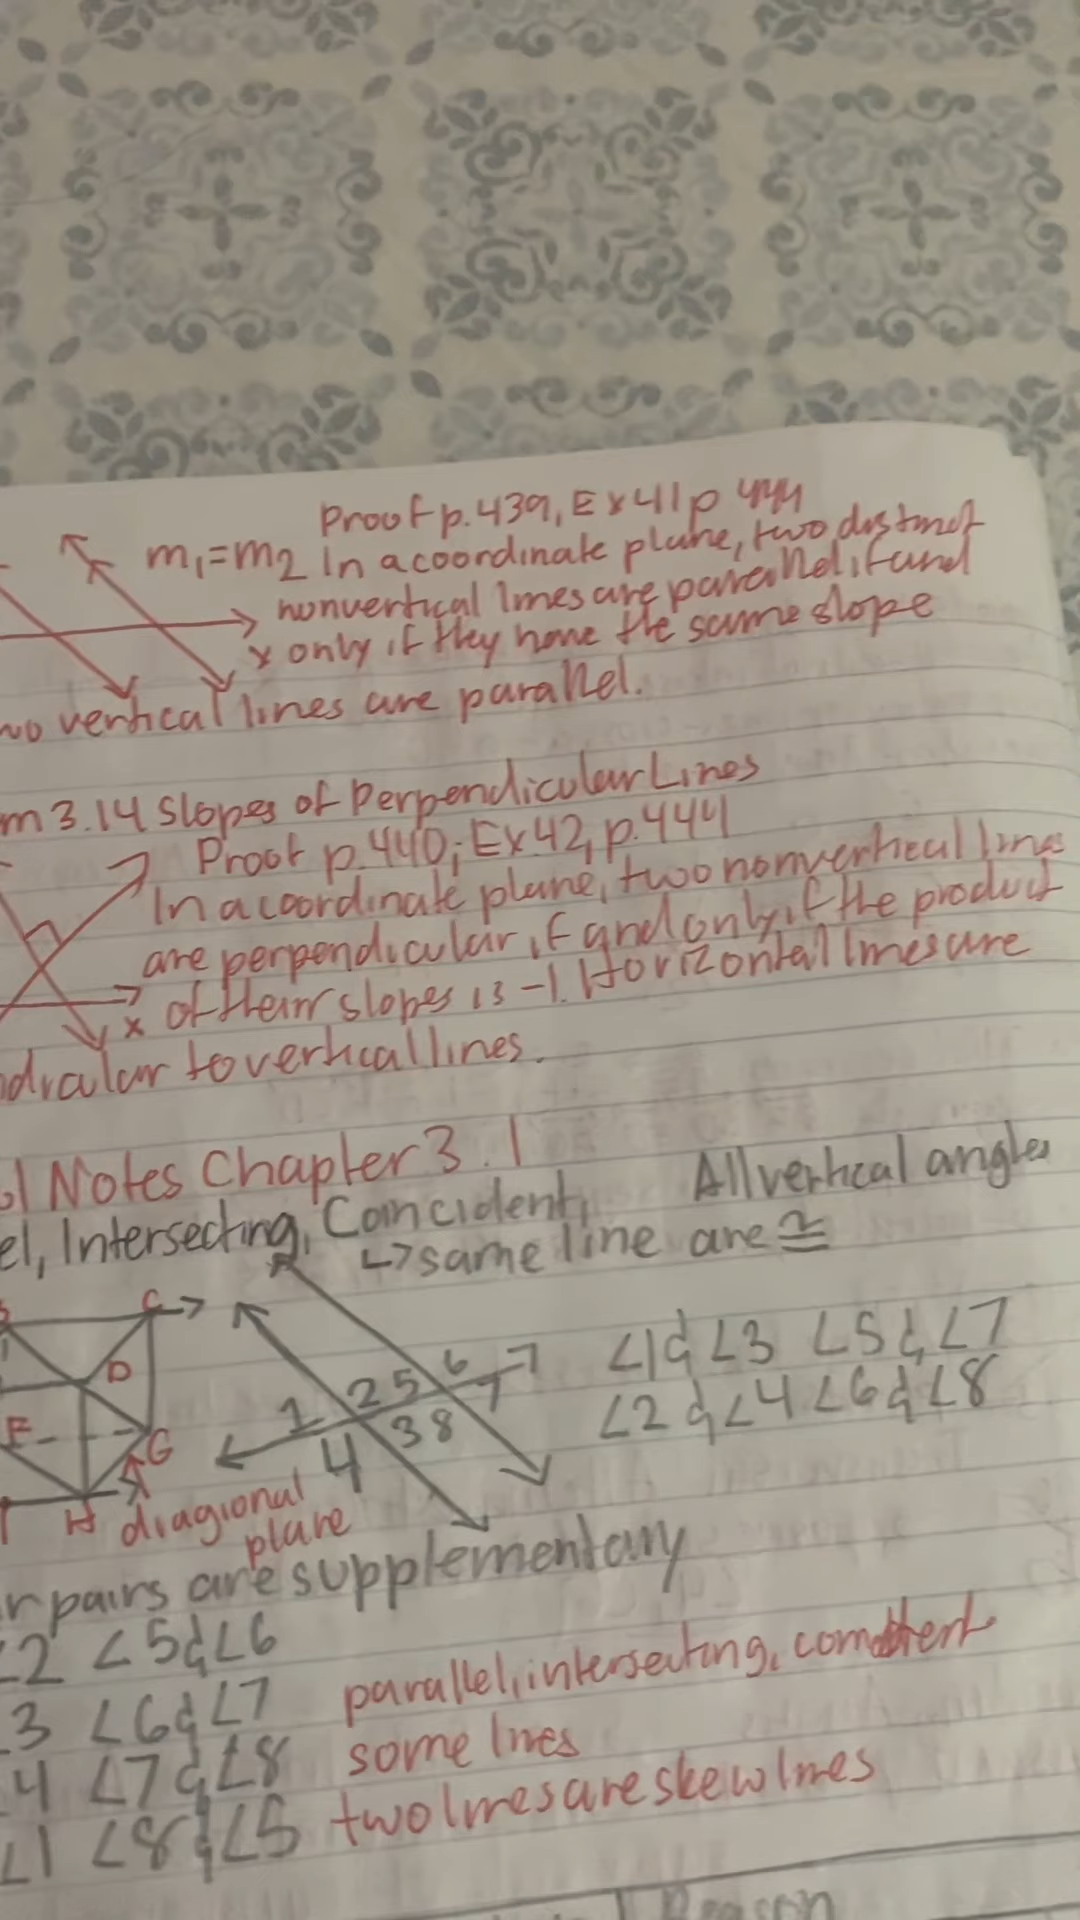 Proof p.439, Ex 41 p 444
m₁=m₂ In a coordinate plane, two distinct
nonvertical lines are parallel if and
x only if they have the same slope
wo vertical lines are parallel.
m 3.14 Slopes of Perpendicular Lines
Proof p.440; Ex.42, p.444
In a coordinate plane, two nonvertical lines
are perpendicular if and only if the product
x of their slopes is -1. Horizontal lines are
dicular to vertical lines.
ol Notes Chapter 3.1
el, Intersecting, Coincident, All vertical angles
↳ same line are ≅
B C
D
F G
H
diagional
plane
1 2 5 6
4 3 8 7
∠1 & ∠3 ∠5 & ∠7
∠2 & ∠4 ∠6 & ∠8
r pairs are supplementary
∠2 ∠5 & ∠6
3 ∠6 & ∠7 parallel, intersecting,
4 ∠7 & ∠8 some lines
∠1 ∠8 & ∠5 two lines are skew lines
Reason